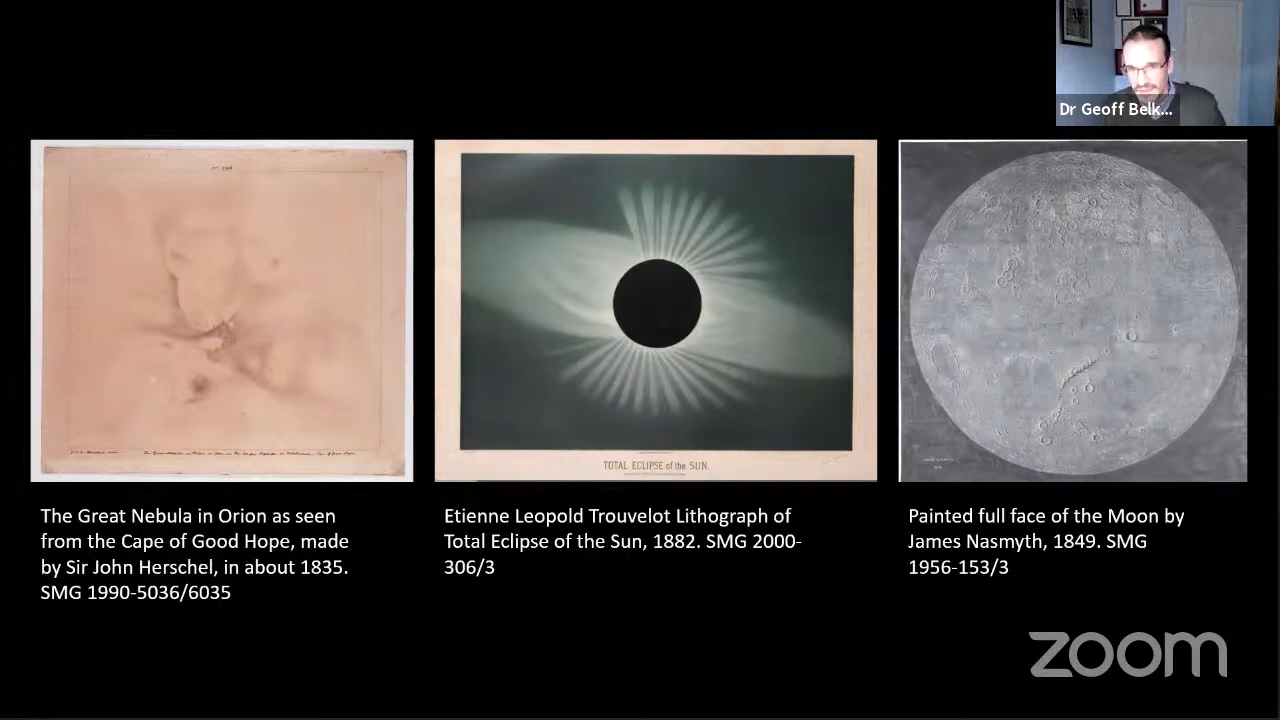 Dr Geoff Belk...
TOTAL ECLIPSE of the SUN.
The Great Nebula in Orion as seen
from the Cape of Good Hope, made
by Sir John Herschel, in about 1835.
SMG 1990-5036/6035
Etienne Leopold Trouvelot Lithograph of
Total Eclipse of the Sun, 1882. SMG 2000-
306/3
Painted full face of the Moon by
James Nasmyth, 1849. SMG
1956-153/3
zoom